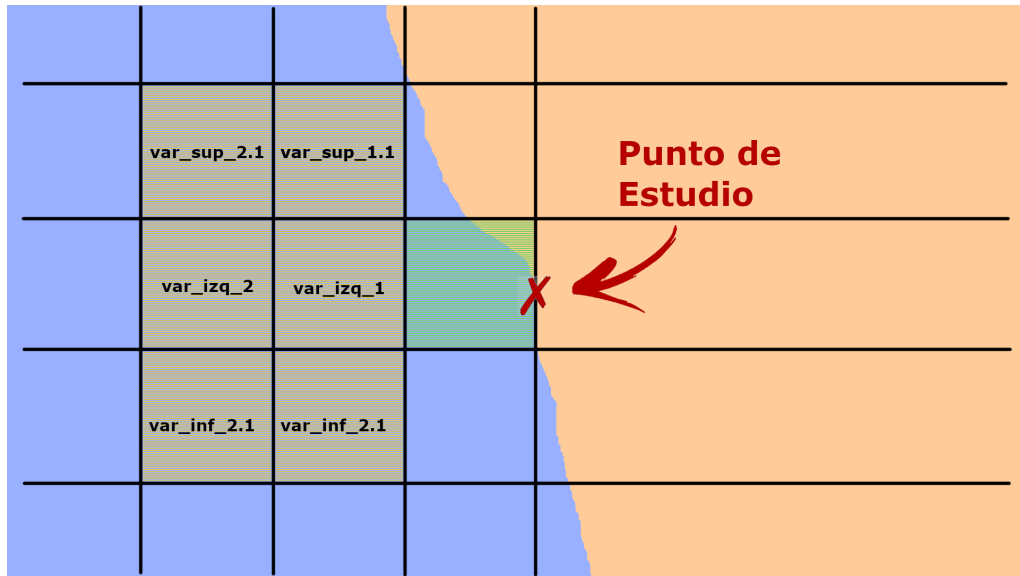 var_sup_2.1 var_sup_1.1
Punto de
Estudio
var_izq_2 var_izq_1
var_inf_2.1 var_inf_2.1